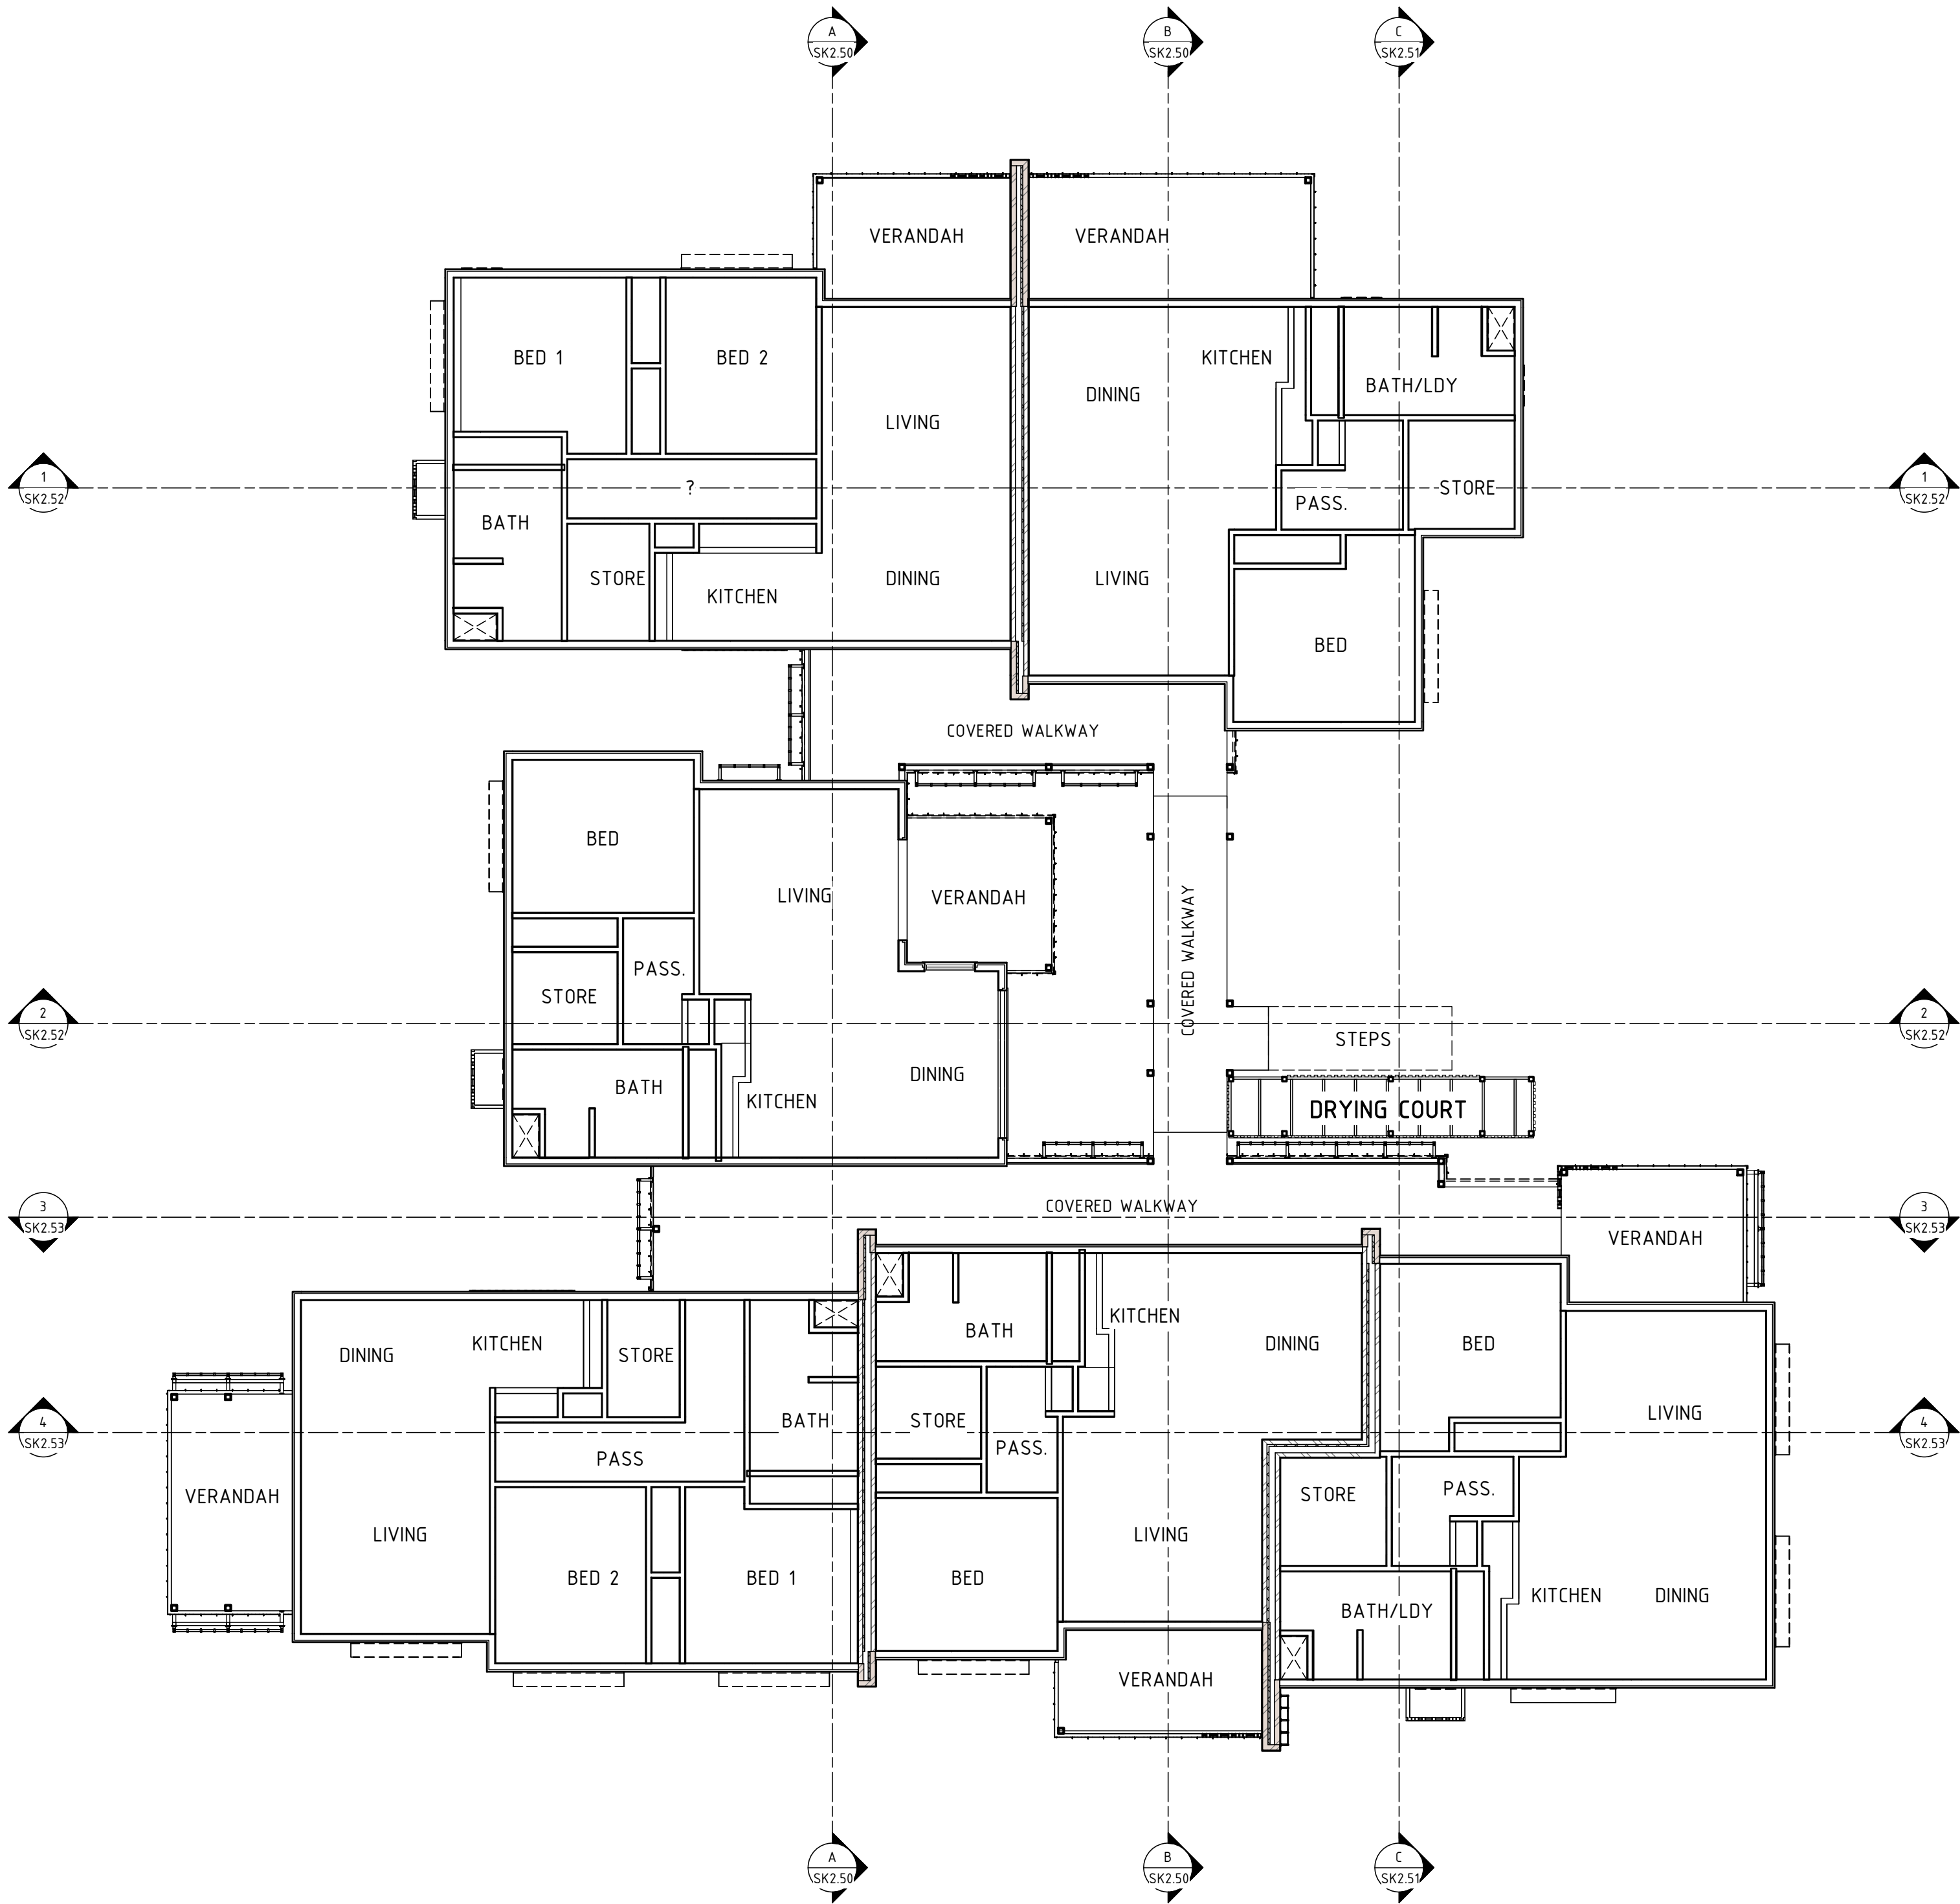 A
SK2.50
B
SK2.50
C
SK2.51
VERANDAH
VERANDAH
BED 1
BED 2
KITCHEN
BATH/LDY
DINING
LIVING
1
SK2.52
?
PASS.
STORE
1
SK2.52
BATH
STORE
KITCHEN
DINING
LIVING
BED
COVERED WALKWAY
BED
LIVING
VERANDAH
COVERED WALKWAY
PASS.
STORE
2
SK2.52
STEPS
2
SK2.52
BATH
KITCHEN
DINING
DRYING COURT
3
SK2.53
COVERED WALKWAY
3
SK2.53
VERANDAH
DINING
KITCHEN
STORE
BATH
KITCHEN
DINING
BED
LIVING
4
SK2.53
BATH
STORE
PASS.
4
SK2.53
PASS
VERANDAH
STORE
PASS.
LIVING
LIVING
BED 2
BED 1
BED
BATH/LDY
KITCHEN
DINING
VERANDAH
A
SK2.50
B
SK2.50
C
SK2.51